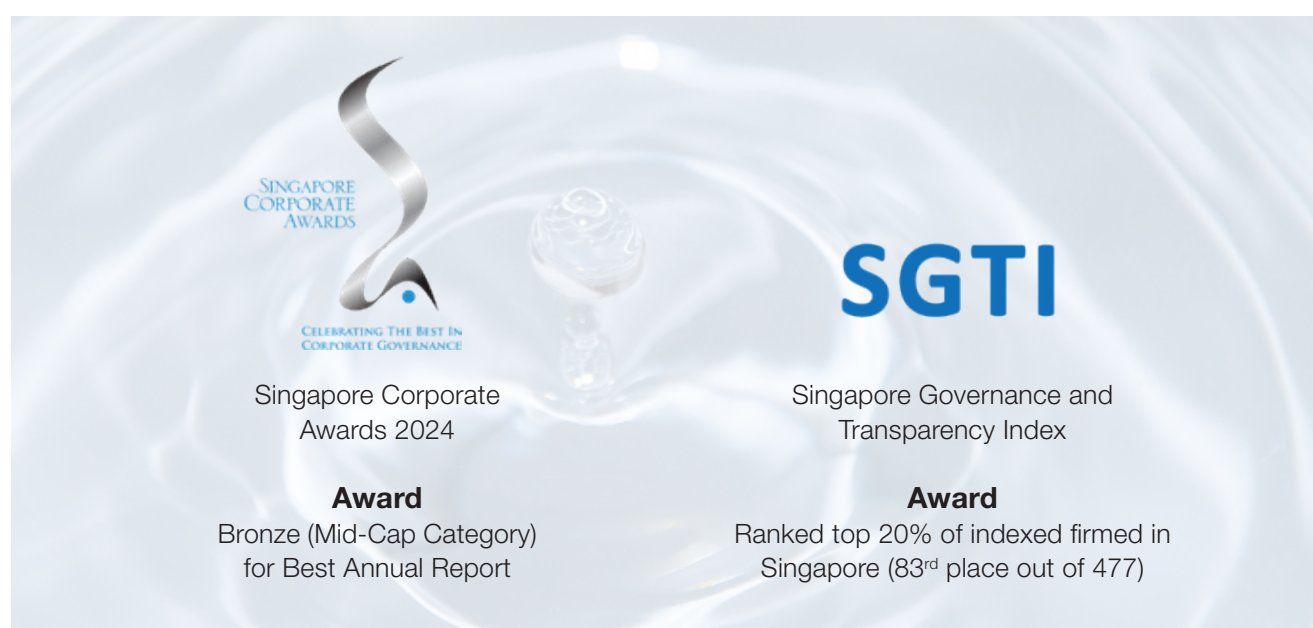 SINGAPORE
CORPORATE
AWARDS
CELEBRATING THE BEST IN
CORPORATE GOVERNANCE
Singapore Corporate
Awards 2024
Award
Bronze (Mid-Cap Category)
for Best Annual Report
SGTI
Singapore Governance and
Transparency Index
Award
Ranked top 20% of indexed firmed in
Singapore (83rd place out of 477)